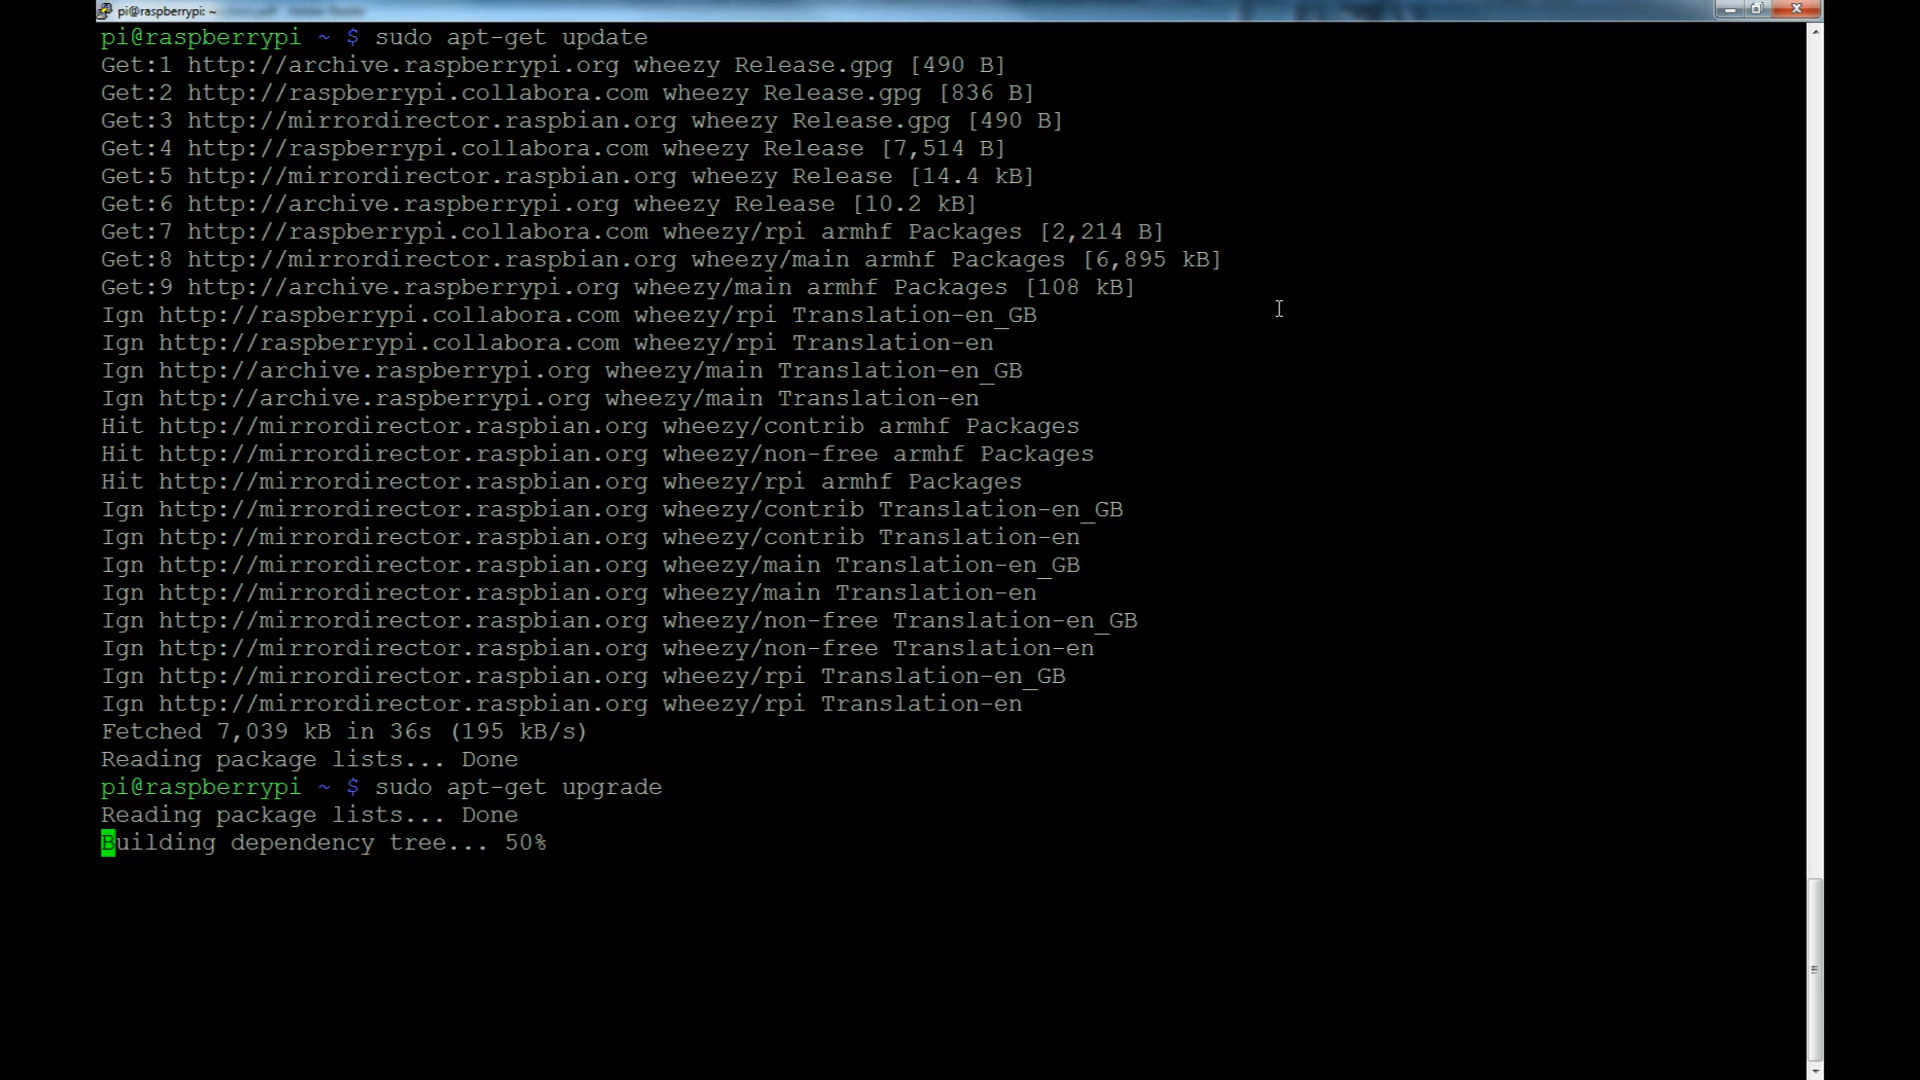 pi@raspberrypi: ~
pi@raspberrypi ~ $ sudo apt-get update
Get:1 http://archive.raspberrypi.org wheezy Release.gpg [490 B]
Get:2 http://raspberrypi.collabora.com wheezy Release.gpg [836 B]
Get:3 http://mirrordirector.raspbian.org wheezy Release.gpg [490 B]
Get:4 http://raspberrypi.collabora.com wheezy Release [7,514 B]
Get:5 http://mirrordirector.raspbian.org wheezy Release [14.4 kB]
Get:6 http://archive.raspberrypi.org wheezy Release [10.2 kB]
Get:7 http://raspberrypi.collabora.com wheezy/rpi armhf Packages [2,214 B]
Get:8 http://mirrordirector.raspbian.org wheezy/main armhf Packages [6,895 kB]
Get:9 http://archive.raspberrypi.org wheezy/main armhf Packages [108 kB]
Ign http://raspberrypi.collabora.com wheezy/rpi Translation-en_GB
Ign http://raspberrypi.collabora.com wheezy/rpi Translation-en
Ign http://archive.raspberrypi.org wheezy/main Translation-en_GB
Ign http://archive.raspberrypi.org wheezy/main Translation-en
Hit http://mirrordirector.raspbian.org wheezy/contrib armhf Packages
Hit http://mirrordirector.raspbian.org wheezy/non-free armhf Packages
Hit http://mirrordirector.raspbian.org wheezy/rpi armhf Packages
Ign http://mirrordirector.raspbian.org wheezy/contrib Translation-en_GB
Ign http://mirrordirector.raspbian.org wheezy/contrib Translation-en
Ign http://mirrordirector.raspbian.org wheezy/main Translation-en_GB
Ign http://mirrordirector.raspbian.org wheezy/main Translation-en
Ign http://mirrordirector.raspbian.org wheezy/non-free Translation-en_GB
Ign http://mirrordirector.raspbian.org wheezy/non-free Translation-en
Ign http://mirrordirector.raspbian.org wheezy/rpi Translation-en_GB
Ign http://mirrordirector.raspbian.org wheezy/rpi Translation-en
Fetched 7,039 kB in 36s (195 kB/s)
Reading package lists... Done
pi@raspberrypi ~ $ sudo apt-get upgrade
Reading package lists... Done
Building dependency tree... 50%